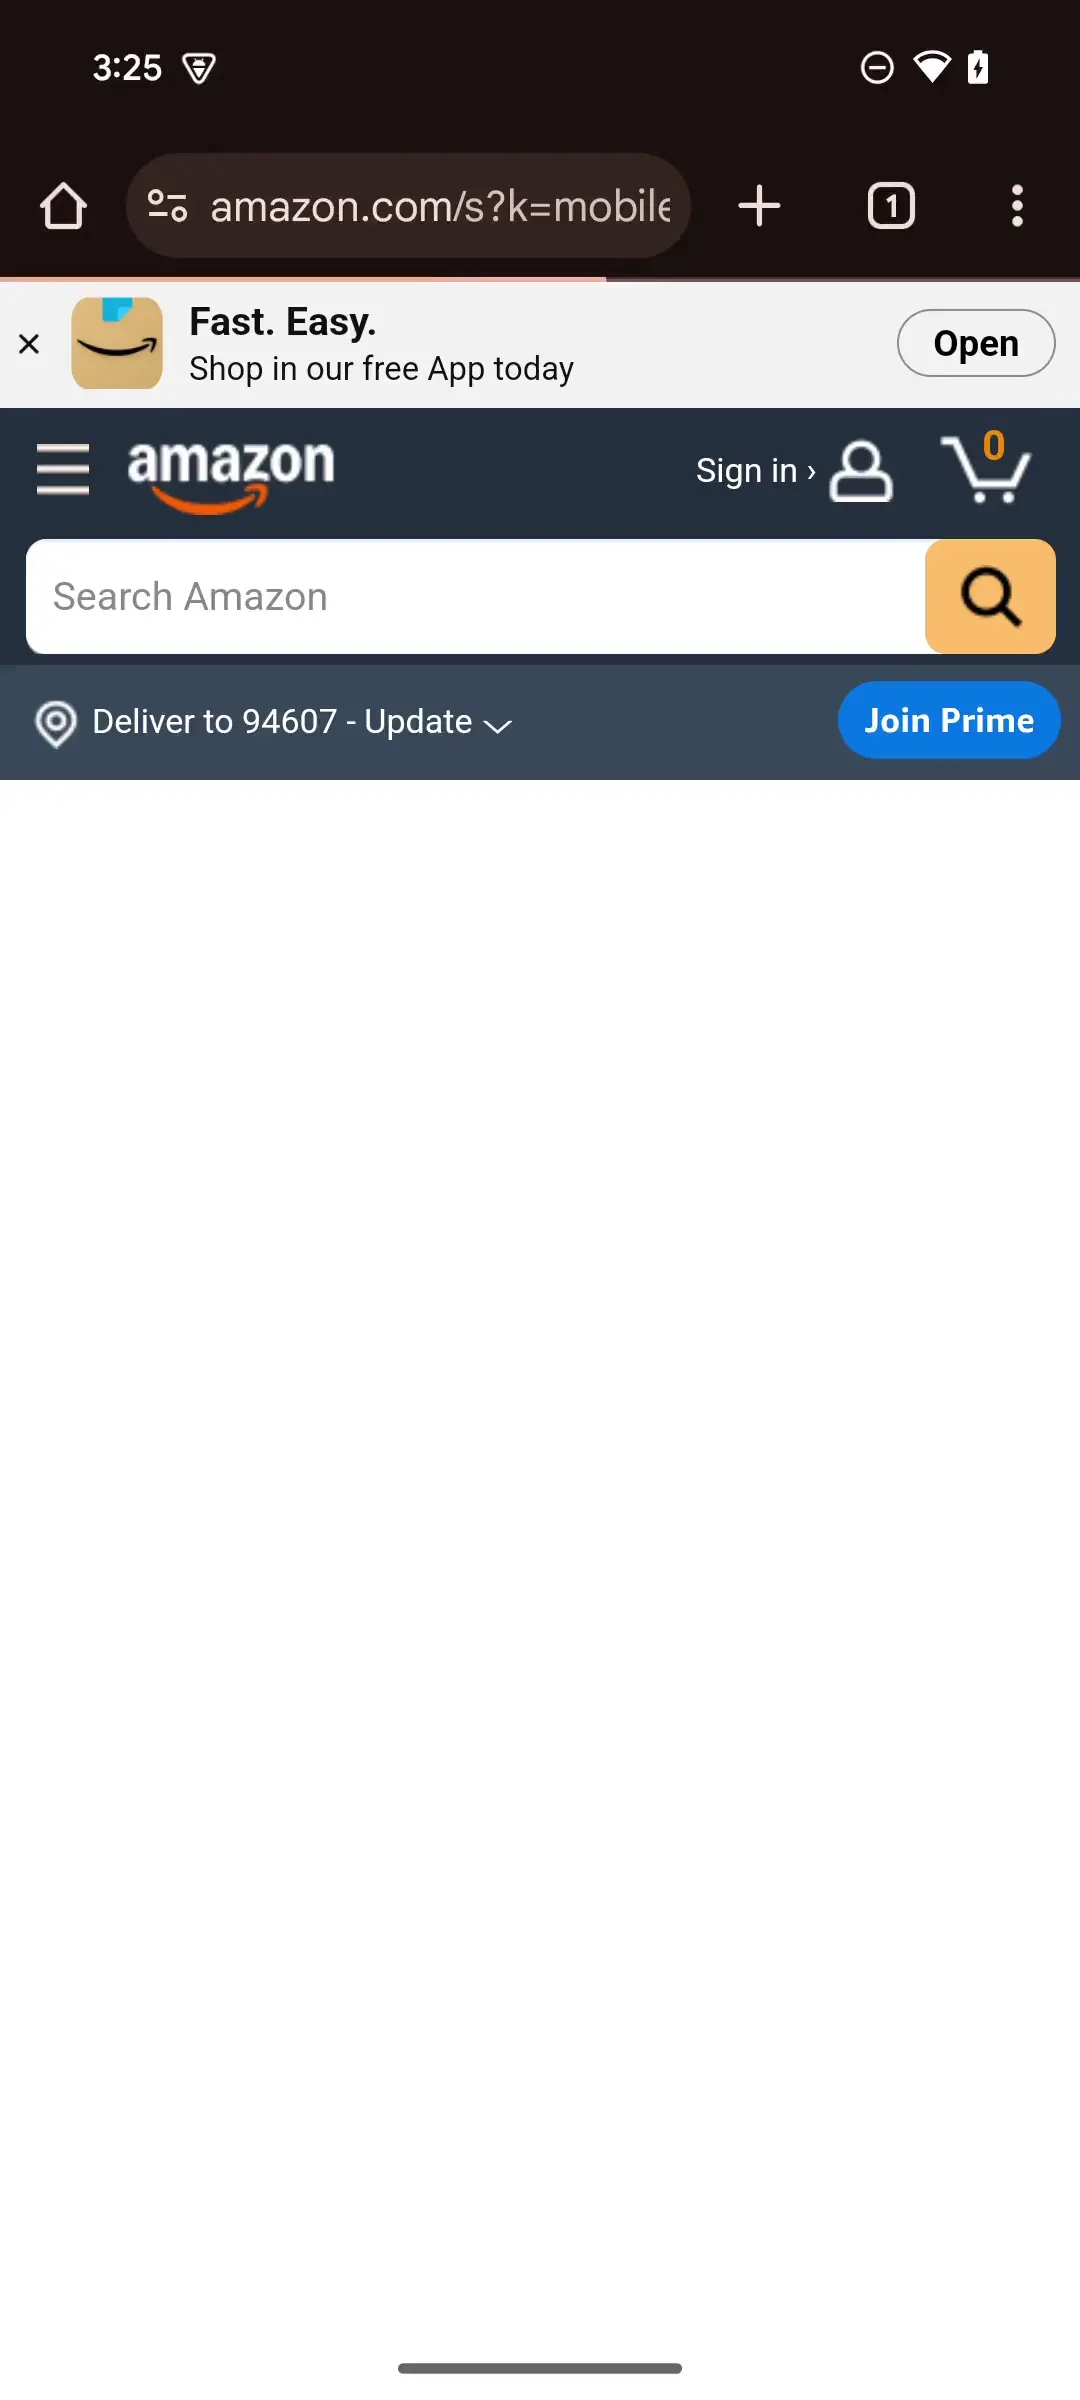 3:25
amazon.com/s?k=mobile
1
Fast. Easy.
Shop in our free App today
Open
amazon
Sign in ›
0
Search Amazon
Deliver to 94607 - Update
Join Prime